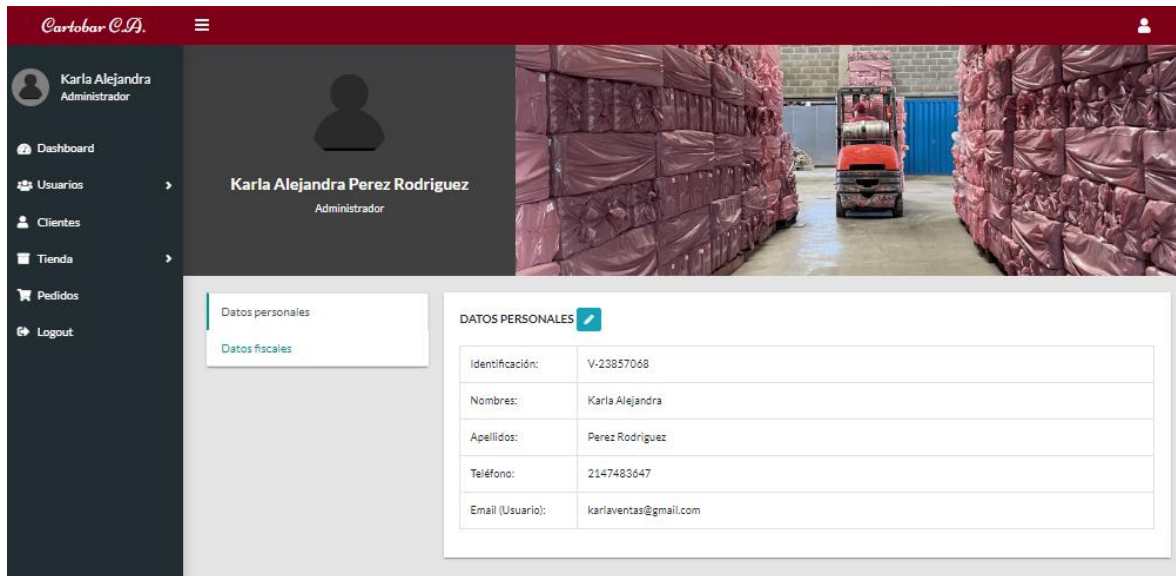 Cartobar C.A.
Karla Alejandra
Administrador
Dashboard
Usuarios
Clientes
Tienda
Pedidos
Logout
Karla Alejandra Perez Rodriguez
Administrador
Datos personales
Datos fiscales
DATOS PERSONALES
Identificación: V-23857068
Nombres: Karla Alejandra
Apellidos: Perez Rodriguez
Teléfono: 2147483647
Email (Usuario): karlaventas@gmail.com